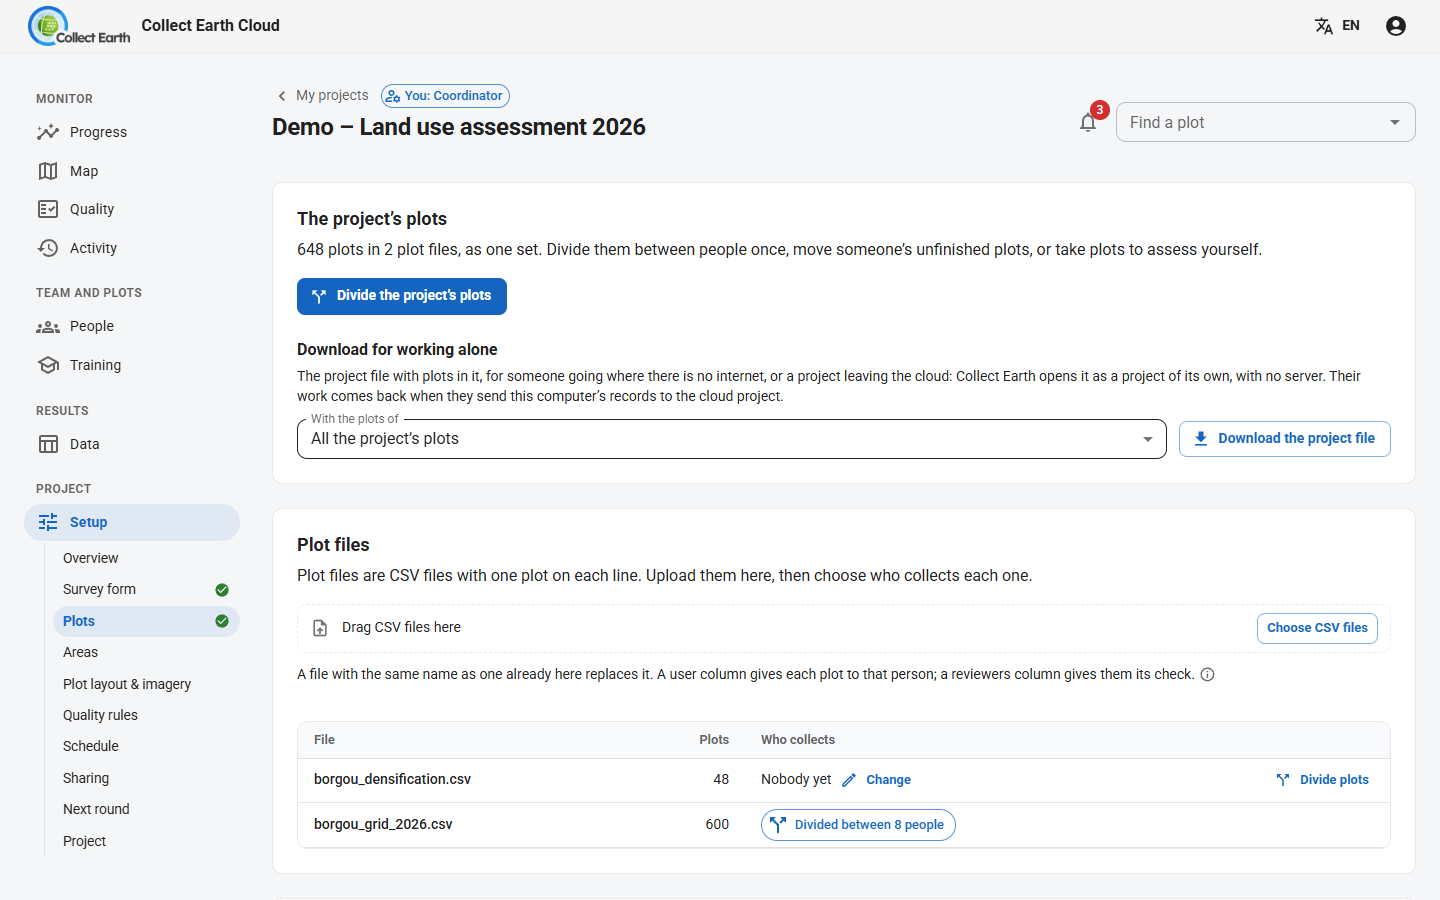 Collect Earth
Collect Earth Cloud
EN
MONITOR
Progress
Map
Quality
Activity
TEAM AND PLOTS
People
Training
RESULTS
Data
PROJECT
Setup
Overview
Survey form
Plots
Areas
Plot layout & imagery
Quality rules
Schedule
Sharing
Next round
Project
My projects
You: Coordinator
Demo – Land use assessment 2026
3
Find a plot
The project’s plots
648 plots in 2 plot files, as one set. Divide them between people once, move someone’s unfinished plots, or take plots to assess yourself.
Divide the project’s plots
Download for working alone
The project file with plots in it, for someone going where there is no internet, or a project leaving the cloud: Collect Earth opens it as a project of its own, with no server. Their
work comes back when they send this computer’s records to the cloud project.
With the plots of
All the project’s plots
Download the project file
Plot files
Plot files are CSV files with one plot on each line. Upload them here, then choose who collects each one.
Drag CSV files here
Choose CSV files
A file with the same name as one already here replaces it. A user column gives each plot to that person; a reviewers column gives them its check.
File Plots Who collects
borgou_densification.csv 48 Nobody yet Change Divide plots
borgou_grid_2026.csv 600 Divided between 8 people